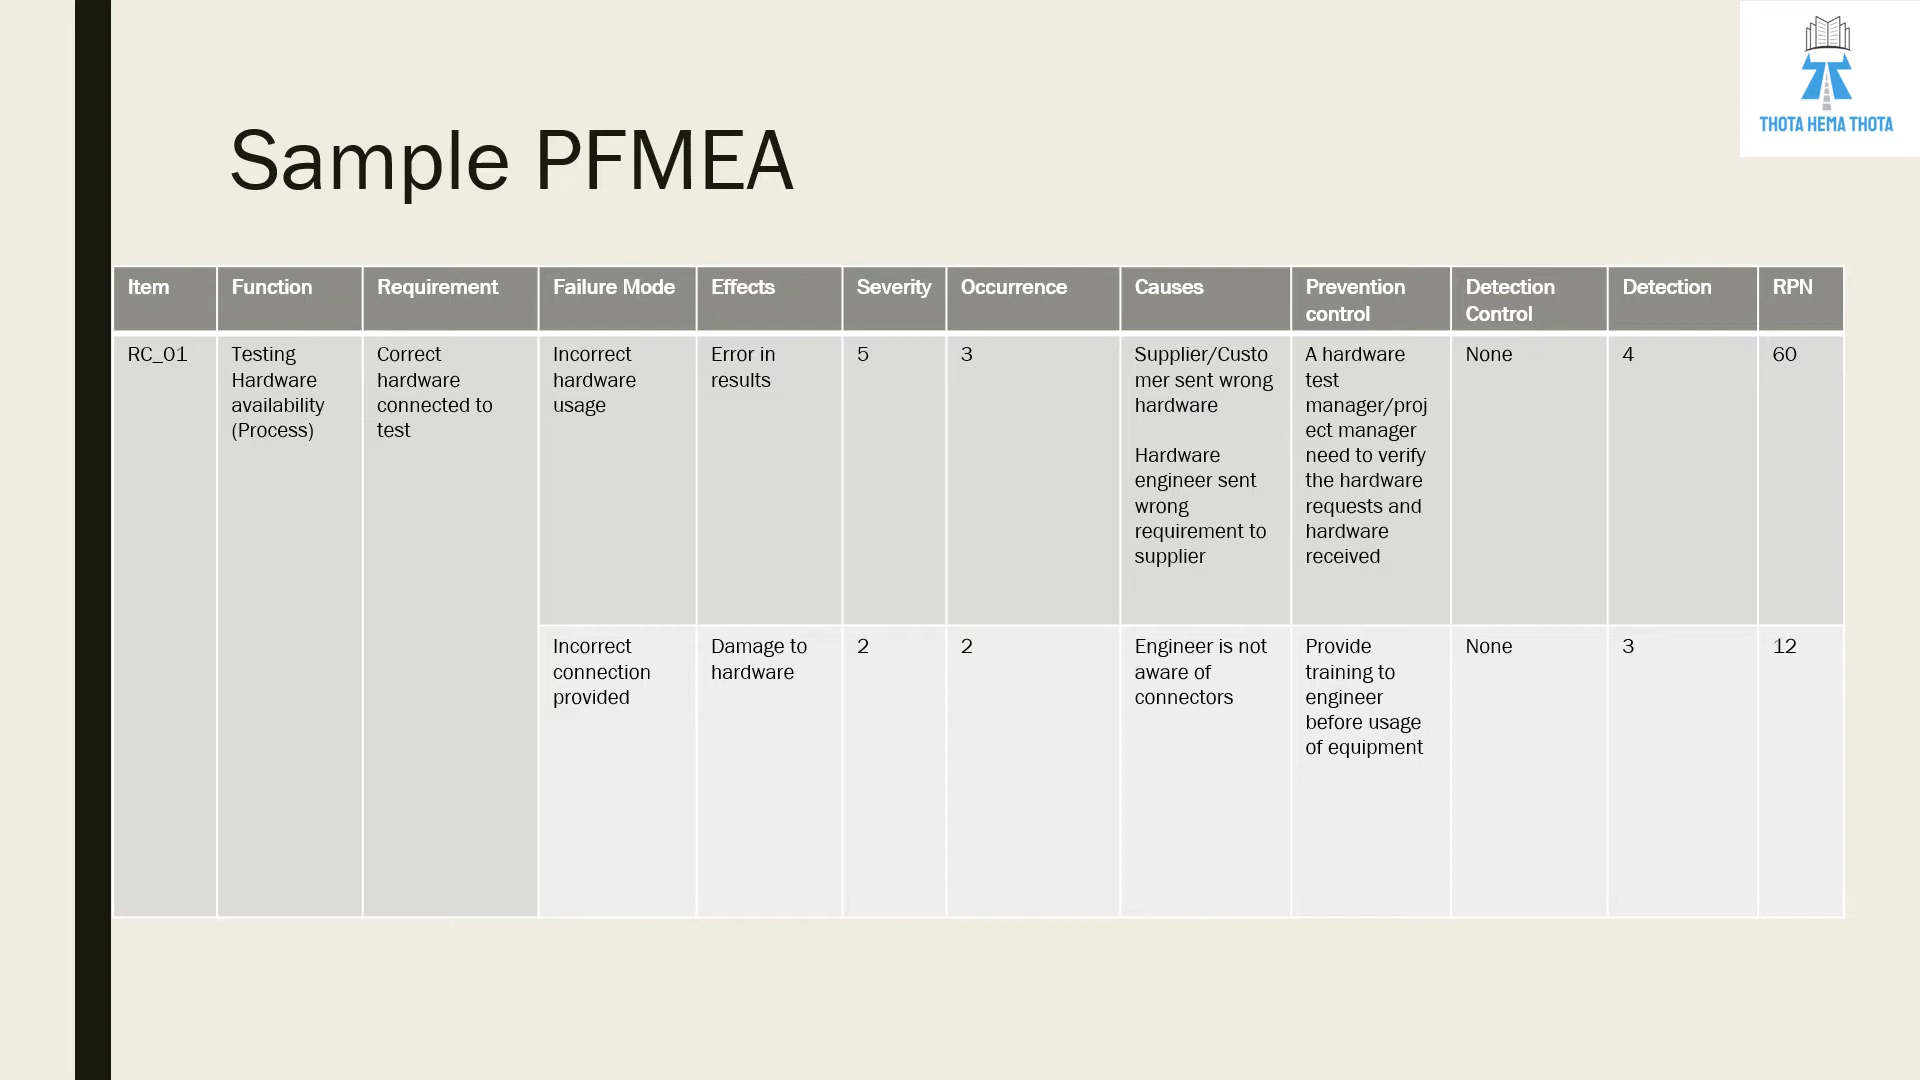 THOTA HEMA THOTA
Sample PFMEA
Item
Function
Requirement
Failure Mode
Effects
Severity
Occurrence
Causes
Prevention
control
Detection
Control
Detection
RPN
RC_01
Testing
Hardware
availability
(Process)
Correct
hardware
connected to
test
Incorrect
hardware
usage
Error in
results
5
3
Supplier/Custo
mer sent wrong
hardware
Hardware
engineer sent
wrong
requirement to
supplier
A hardware
test
manager/proj
ect manager
need to verify
the hardware
requests and
hardware
received
None
4
60
Incorrect
connection
provided
Damage to
hardware
2
2
Engineer is not
aware of
connectors
Provide
training to
engineer
before usage
of equipment
None
3
12